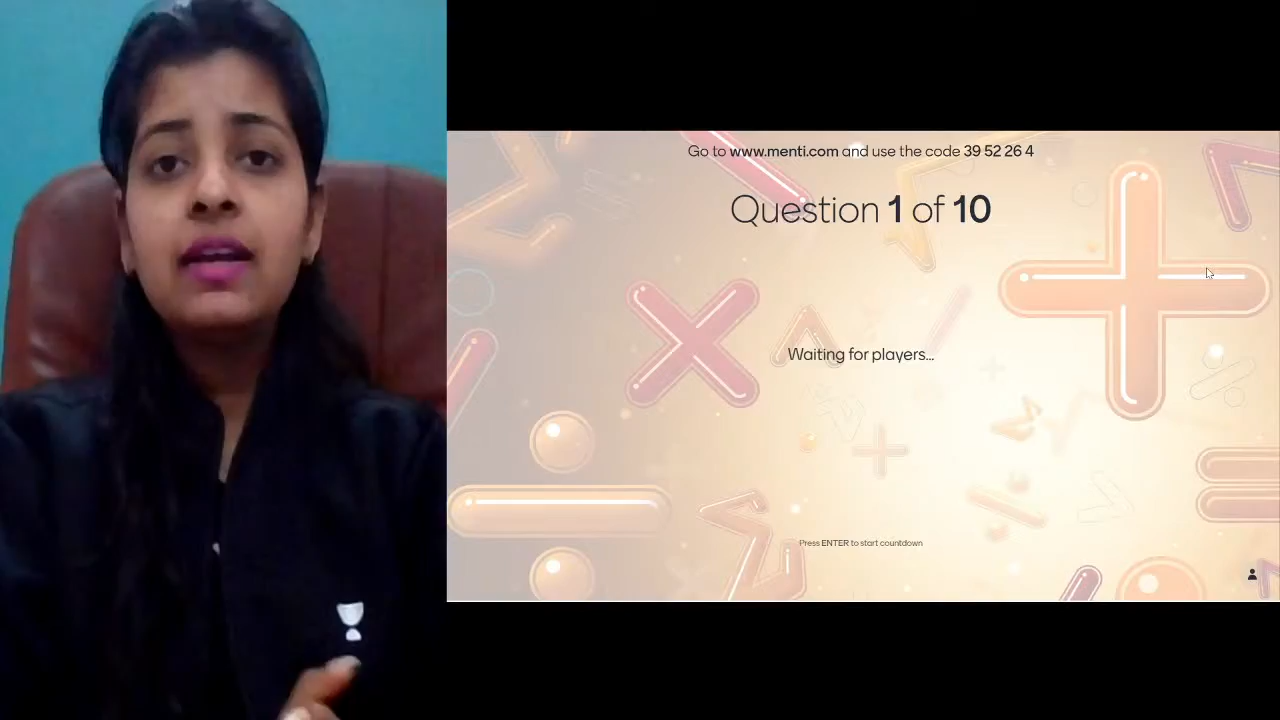 Go to www.menti.com and use the code 39 52 26 4
Question 1 of 10
Waiting for players...
Press ENTER to start countdown